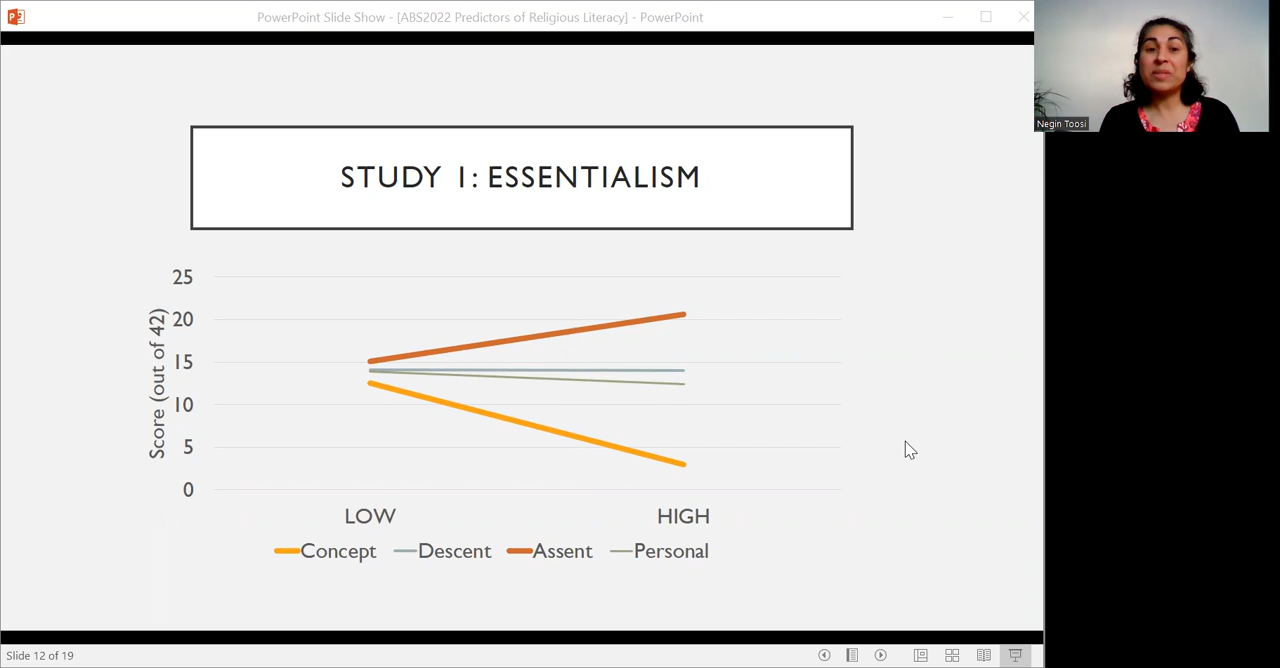 PowerPoint Slide Show - [ABS2022 Predictors of Religious Literacy] - PowerPoint
Negin Toosi
STUDY 1: ESSENTIALISM
Score (out of 42)
25
20
15
10
5
0
LOW HIGH
Concept Descent Assent Personal
Slide 12 of 19